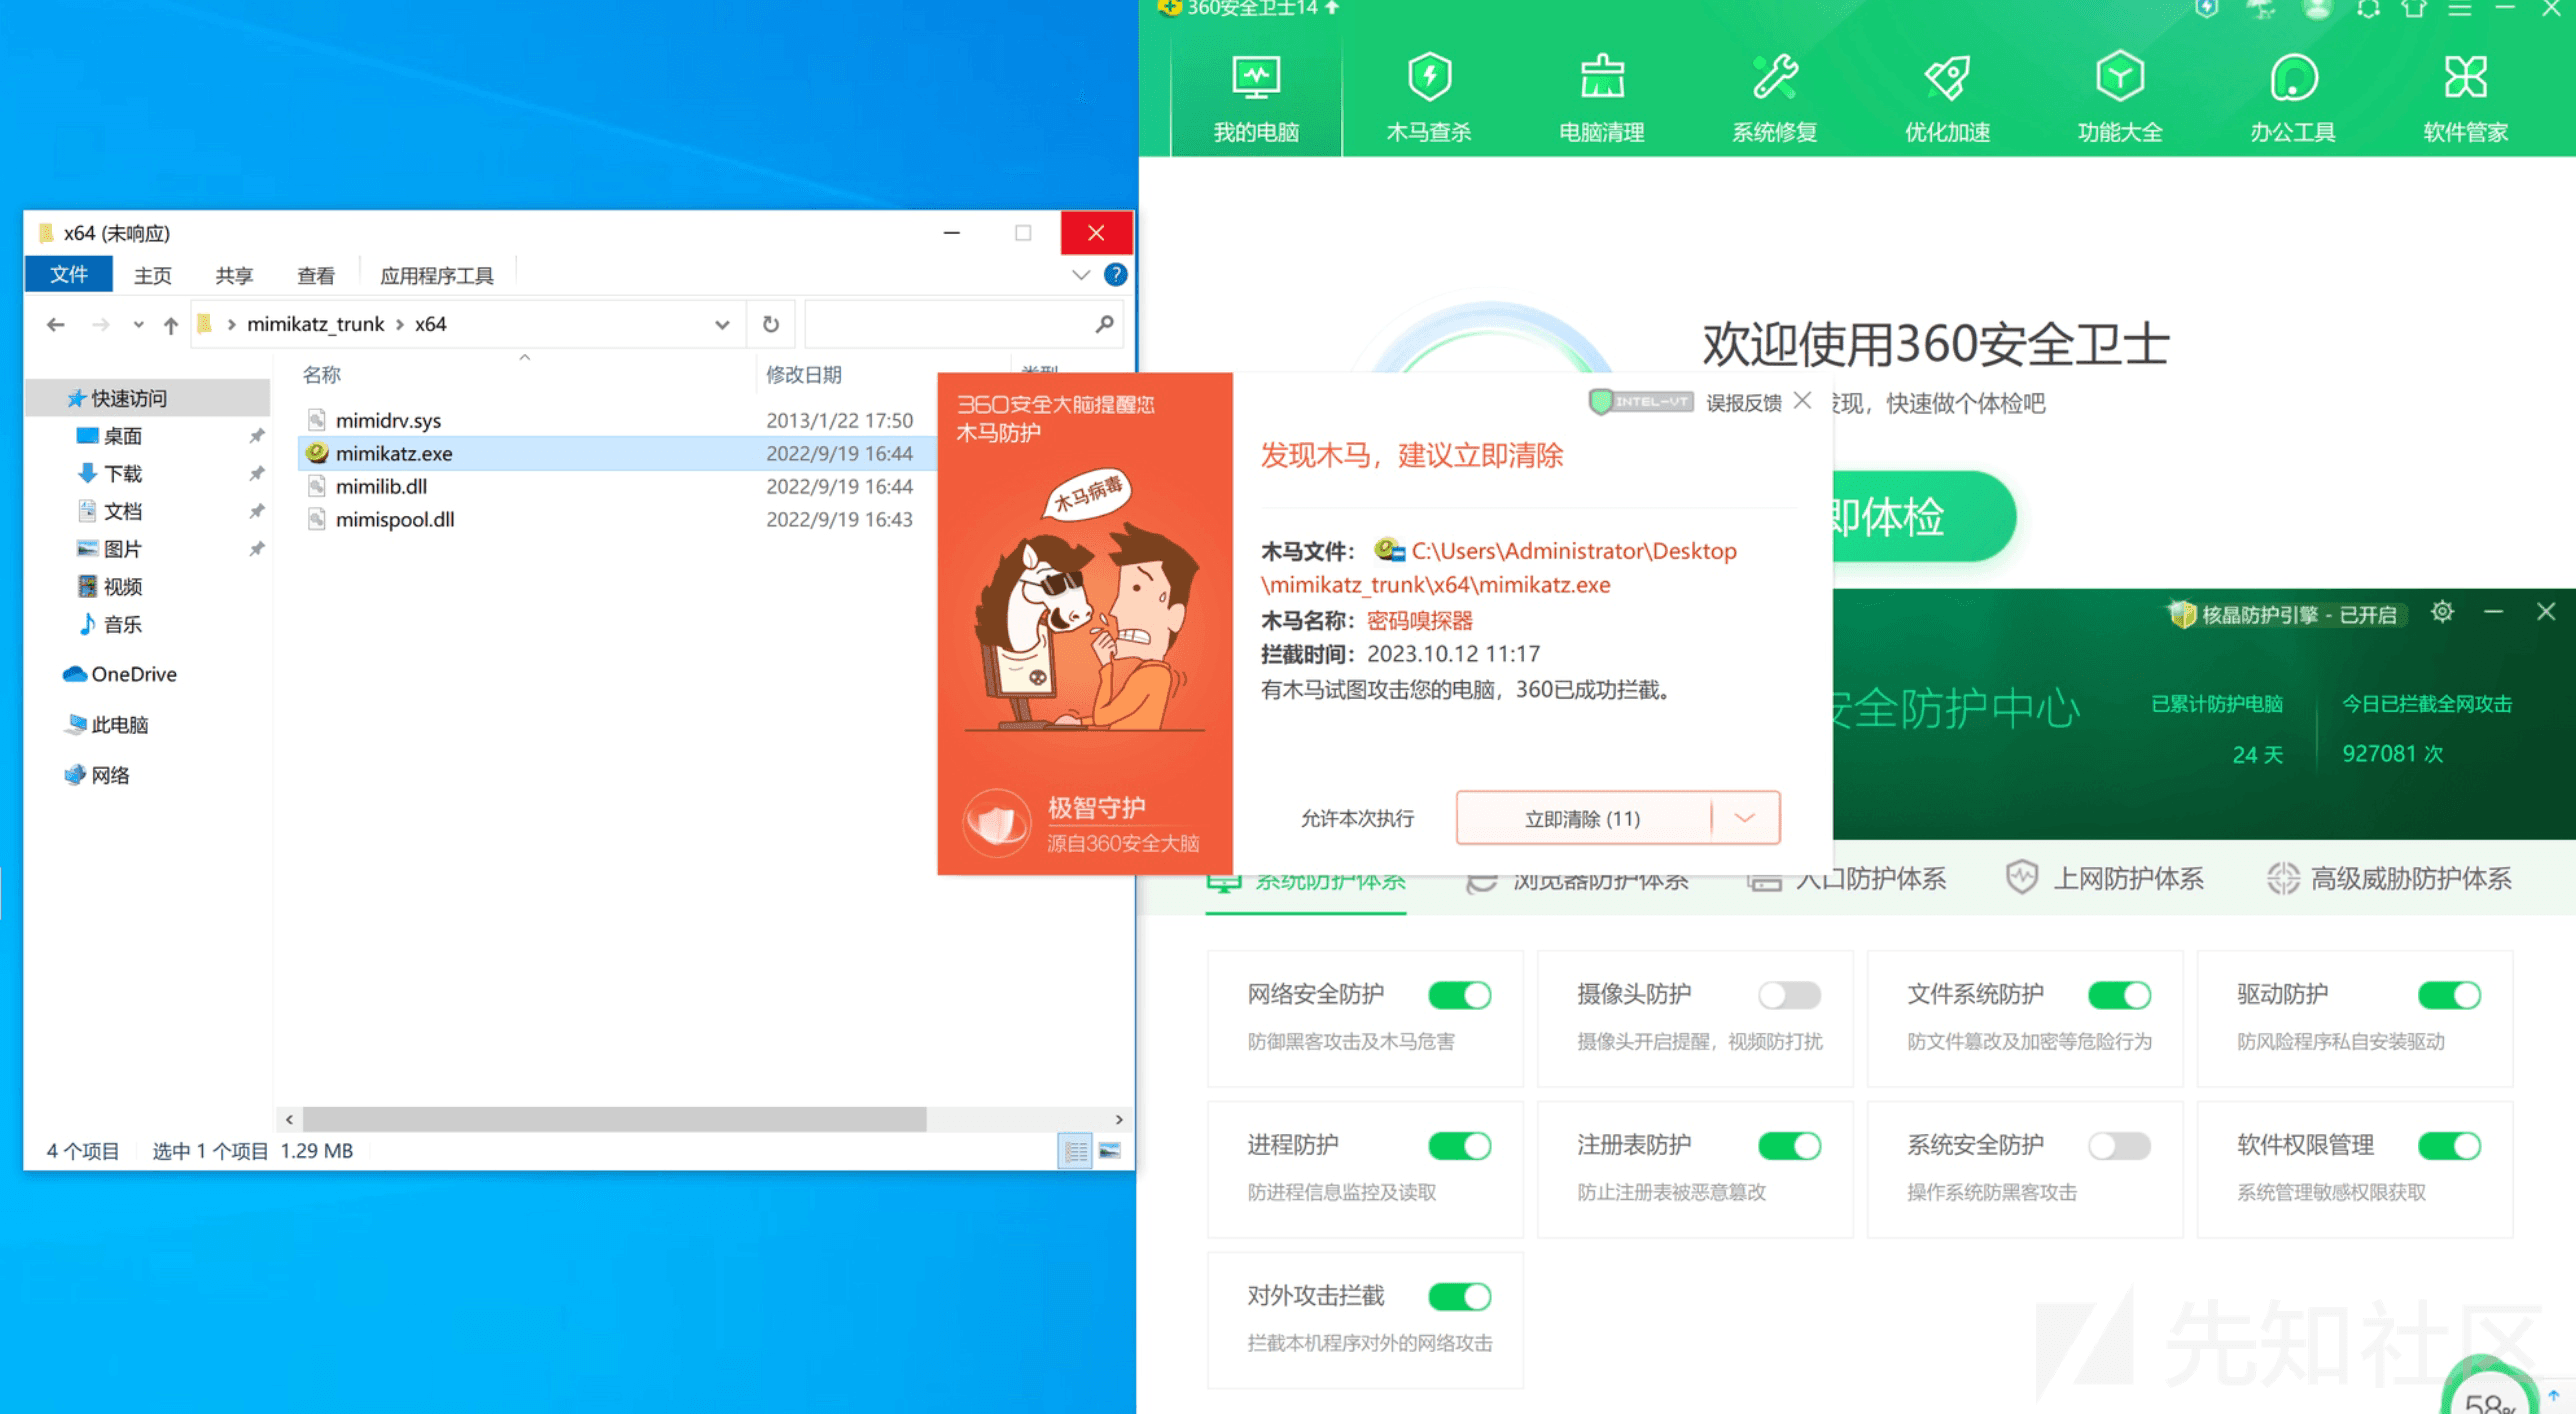 360安全卫士14
我的电脑
木马查杀
电脑清理
系统修复
优化加速
功能大全
办公工具
软件管家
x64 (未响应)
文件
主页
共享
查看
应用程序工具
mimikatz_trunk
x64
名称
修改日期
类型
快速访问
桌面
下载
文档
图片
视频
音乐
OneDrive
此电脑
网络
mimidrv.sys 2013/1/22 17:50
mimikatz.exe 2022/9/19 16:44
mimilib.dll 2022/9/19 16:44
mimispool.dll 2022/9/19 16:43
4 个项目 选中 1 个项目 1.29 MB
欢迎使用360安全卫士
发现，快速做个体检吧
即体检
360安全大脑提醒您
木马防护
木马病毒
极智守护
源自360安全大脑
INTEL-VT
误报反馈
发现木马，建议立即清除
木马文件： C:\Users\Administrator\Desktop
\mimikatz_trunk\x64\mimikatz.exe
木马名称：密码嗅探器
拦截时间：2023.10.12 11:17
有木马试图攻击您的电脑，360已成功拦截。
允许本次执行
立即清除 (11)
核晶防护引擎 - 已开启
安全防护中心
已累计防护电脑
24 天
今日已拦截全网攻击
927081 次
系统防护体系
浏览器防护体系
入口防护体系
上网防护体系
高级威胁防护体系
网络安全防护
防御黑客攻击及木马危害
摄像头防护
摄像头开启提醒，视频防打扰
文件系统防护
防文件篡改及加密等危险行为
驱动防护
防风险程序私自安装驱动
进程防护
防进程信息监控及读取
注册表防护
防止注册表被恶意篡改
系统安全防护
操作系统防黑客攻击
软件权限管理
系统管理敏感权限获取
对外攻击拦截
拦截本机程序对外的网络攻击
先知社区
58%